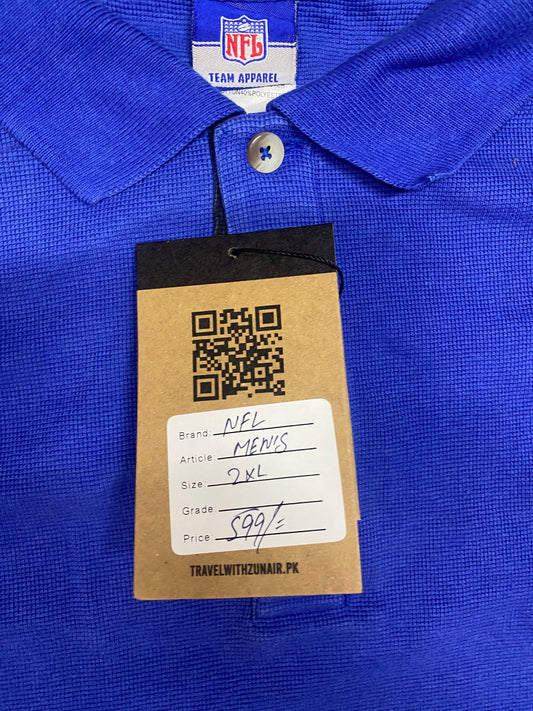 NFL
TEAM APPAREL
Brand: NFL
Article: MEN'S
Size: 2XL
Grade:
Price: 599/=
TRAVELWITHZUNAIR.PK